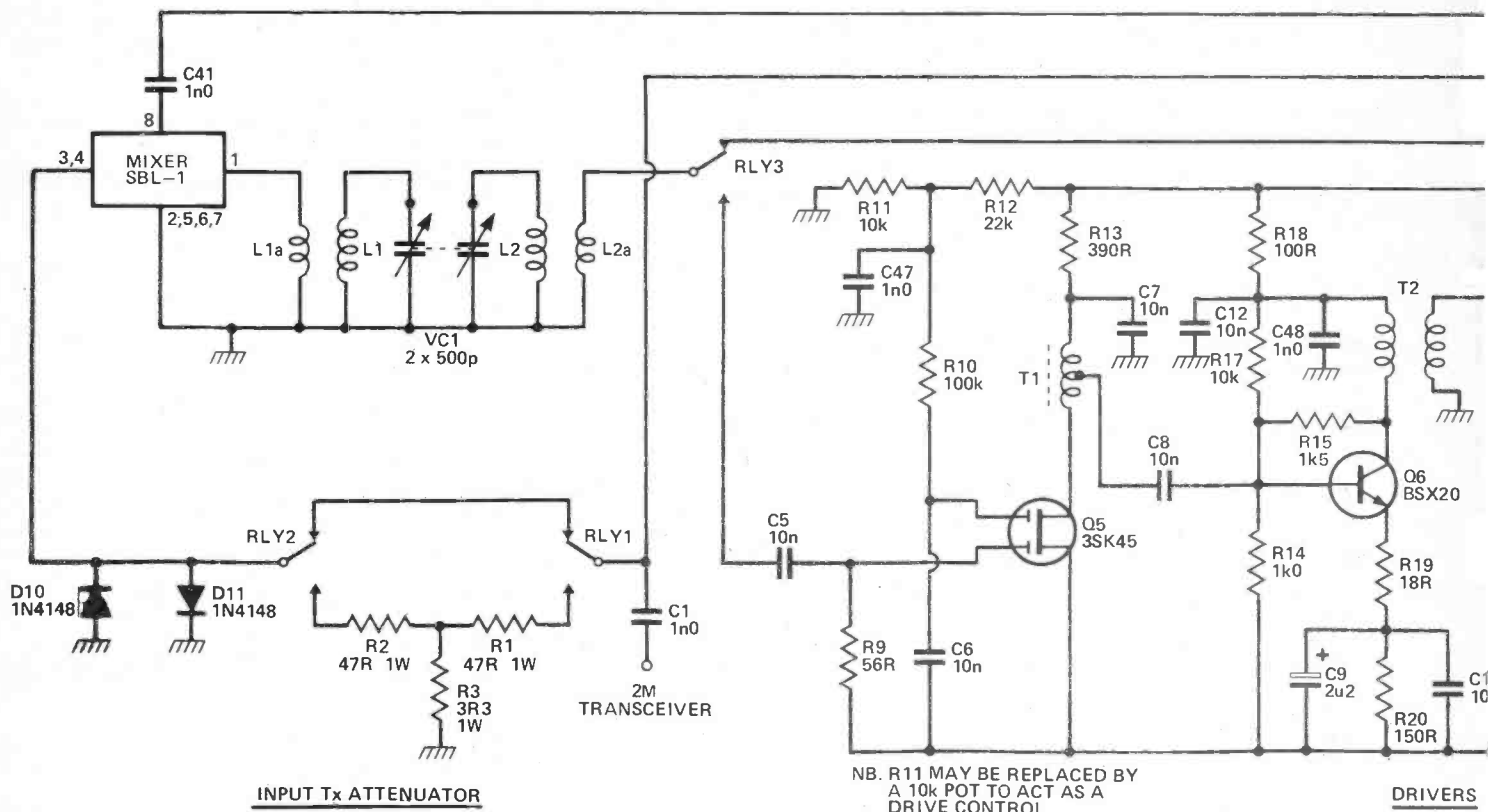 C41
1n0
8
3,4
MIXER
SBL-1
1
2;5,6,7
L1a
L1
L2
L2a
VC1
2 x 500p
RLY3
R11
10k
R12
22k
R13
390R
R18
100R
C47
1n0
C7
10n
C12
10n
C48
1n0
T2
R10
100k
T1
R17
10k
R15
1k5
C8
10n
Q6
BSX20
RLY2
RLY1
C5
10n
Q5
3SK45
R14
1k0
R19
18R
D10
1N4148
D11
1N4148
C1
1n0
R2
47R 1W
R1
47R 1W
R3
3R3
1W
2M
TRANSCEIVER
R9
56R
C6
10n
+
C9
2u2
R20
150R
C1
10
NB. R11 MAY BE REPLACED BY
A 10k POT TO ACT AS A
DRIVE CONTROL
INPUT Tx ATTENUATOR
DRIVERS